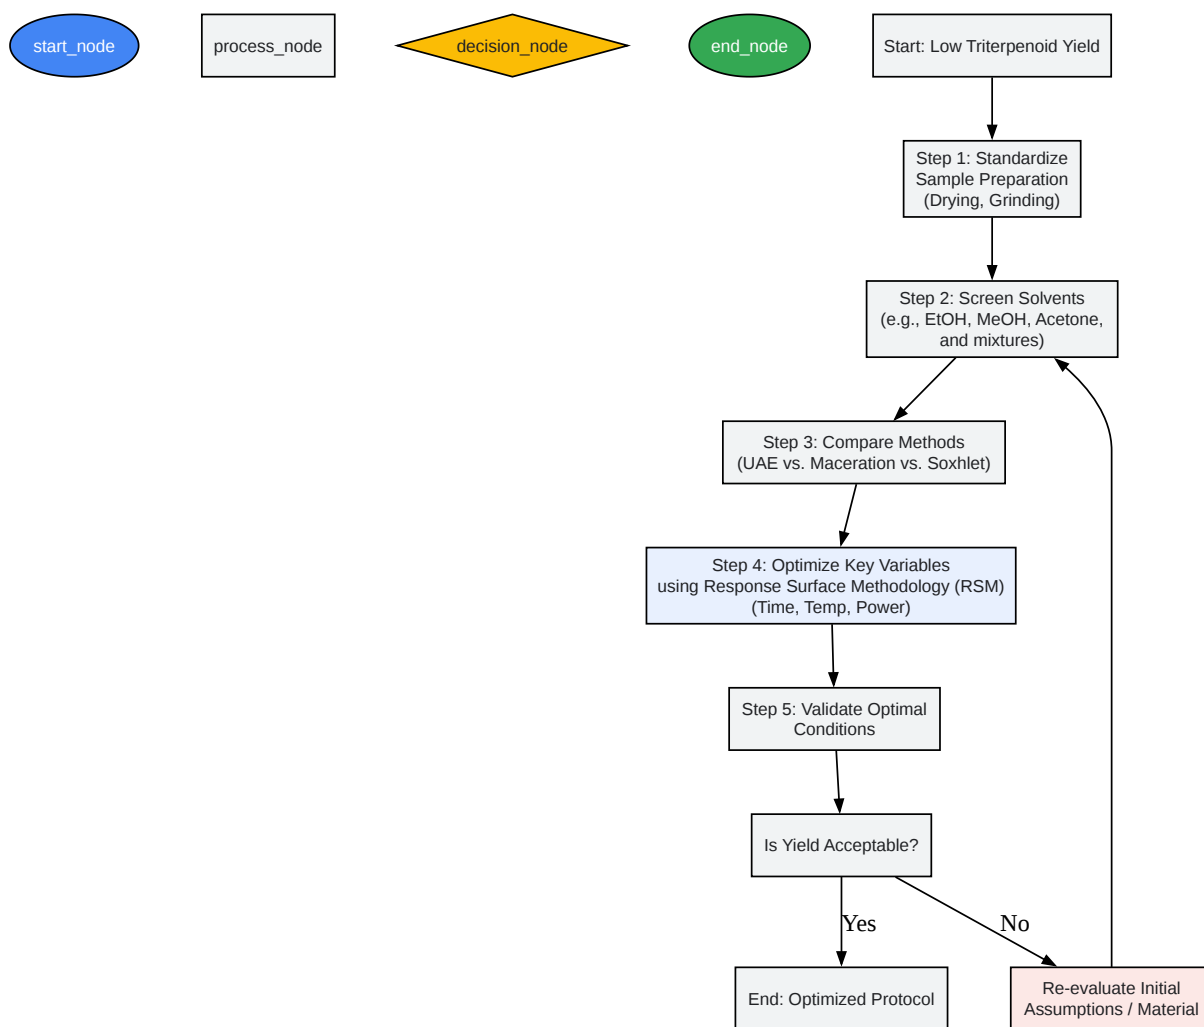 start_node
process_node
decision_node
end_node
Start: Low Triterpenoid Yield
Step 1: Standardize
Sample Preparation
(Drying, Grinding)
Step 2: Screen Solvents
(e.g., EtOH, MeOH, Acetone,
and mixtures)
Step 3: Compare Methods
(UAE vs. Maceration vs. Soxhlet)
Step 4: Optimize Key Variables
using Response Surface Methodology (RSM)
(Time, Temp, Power)
Step 5: Validate Optimal
Conditions
Is Yield Acceptable?
Yes
No
End: Optimized Protocol
Re-evaluate Initial
Assumptions / Material